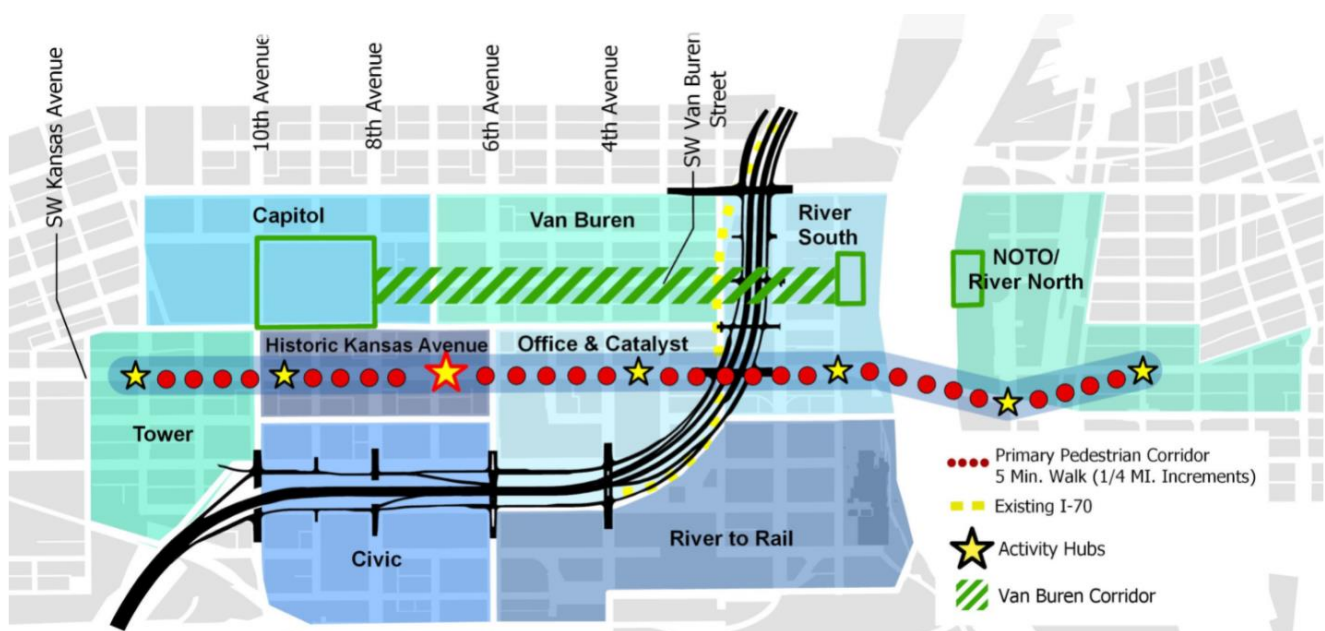 SW Kansas Avenue
10th Avenue
8th Avenue
6th Avenue
4th Avenue
SW Van Buren
Street
Capitol
Van Buren
River
South
NOTO/
River North
Historic Kansas Avenue
Office & Catalyst
Tower
Civic
River to Rail
Primary Pedestrian Corridor
5 Min. Walk (1/4 MI. Increments)
Existing I-70
Activity Hubs
Van Buren Corridor